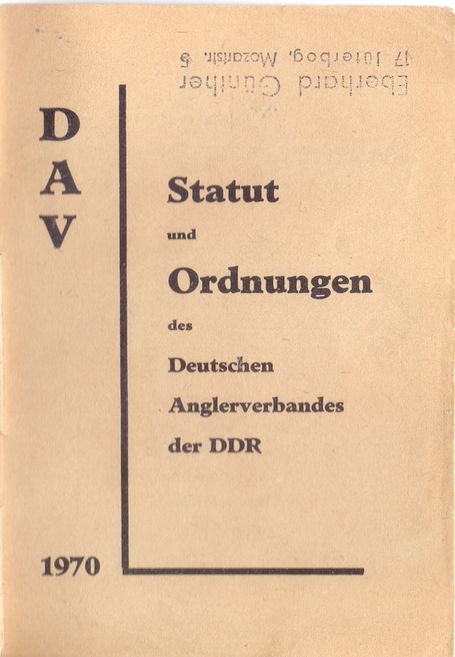 Eberhard Günther
17 Jüterbog, Mozartstr. 5
D
A
V
Statut
und
Ordnungen
des
Deutschen
Anglerverbandes
der DDR
1970